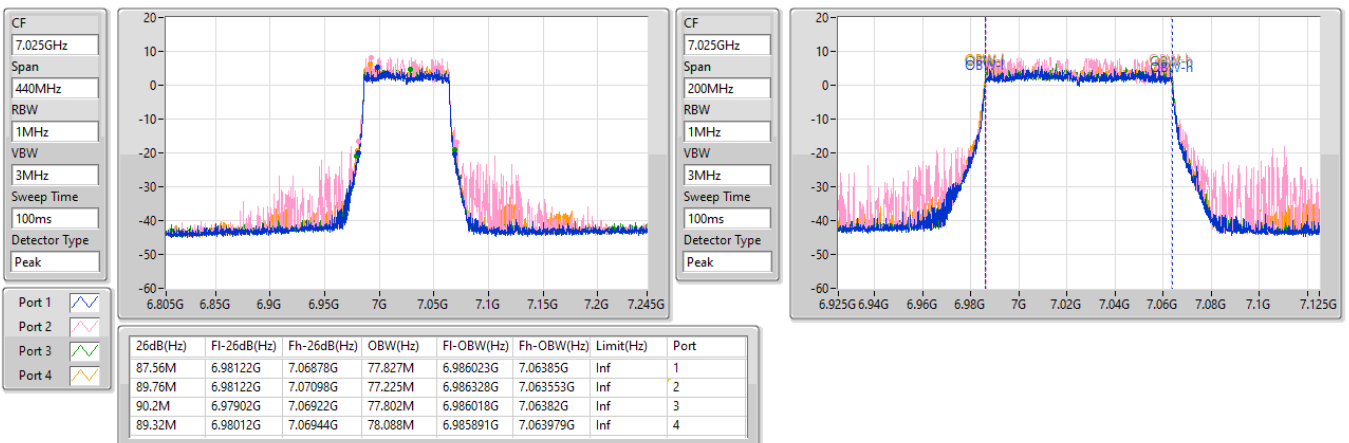 CF
7.025GHz
Span
440MHz
RBW
1MHz
VBW
3MHz
Sweep Time
100ms
Detector Type
Peak
Port 1
Port 2
Port 3
Port 4
20
10
0
-10
-20
-30
-40
-50
-60
6.805G 6.85G 6.9G 6.95G 7G 7.05G 7.1G 7.15G 7.2G 7.245G
CF
7.025GHz
Span
200MHz
RBW
1MHz
VBW
3MHz
Sweep Time
100ms
Detector Type
Peak
20
10
0
-10
-20
-30
-40
-50
-60
OBW-l OBW-h
6.925G 6.94G 6.96G 6.98G 7G 7.02G 7.04G 7.06G 7.08G 7.1G 7.125G
26dB(Hz) Fl-26dB(Hz) Fh-26dB(Hz) OBW(Hz) Fl-OBW(Hz) Fh-OBW(Hz) Limit(Hz) Port
87.56M 6.98122G 7.06878G 77.827M 6.986023G 7.06385G Inf 1
89.76M 6.98122G 7.07098G 77.225M 6.986328G 7.063553G Inf 2
90.2M 6.97902G 7.06922G 77.802M 6.986018G 7.06382G Inf 3
89.32M 6.98012G 7.06944G 78.088M 6.985891G 7.063979G Inf 4